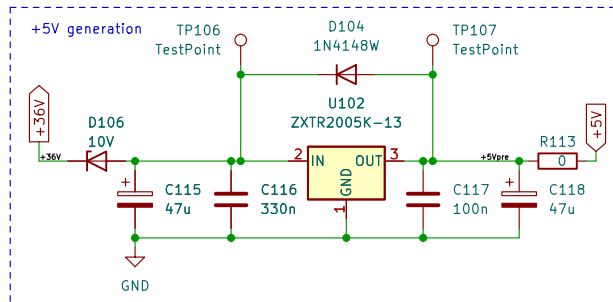 +5V generation
TP106
TestPoint
D104
1N4148W
TP107
TestPoint
+36V
+36V
D106
10V
U102
ZXTR2005K-13
2
IN
OUT
3
GND
1
+5Vpre
R113
0
+5V
+
C115
47u
C116
330n
C117
100n
+
C118
47u
GND